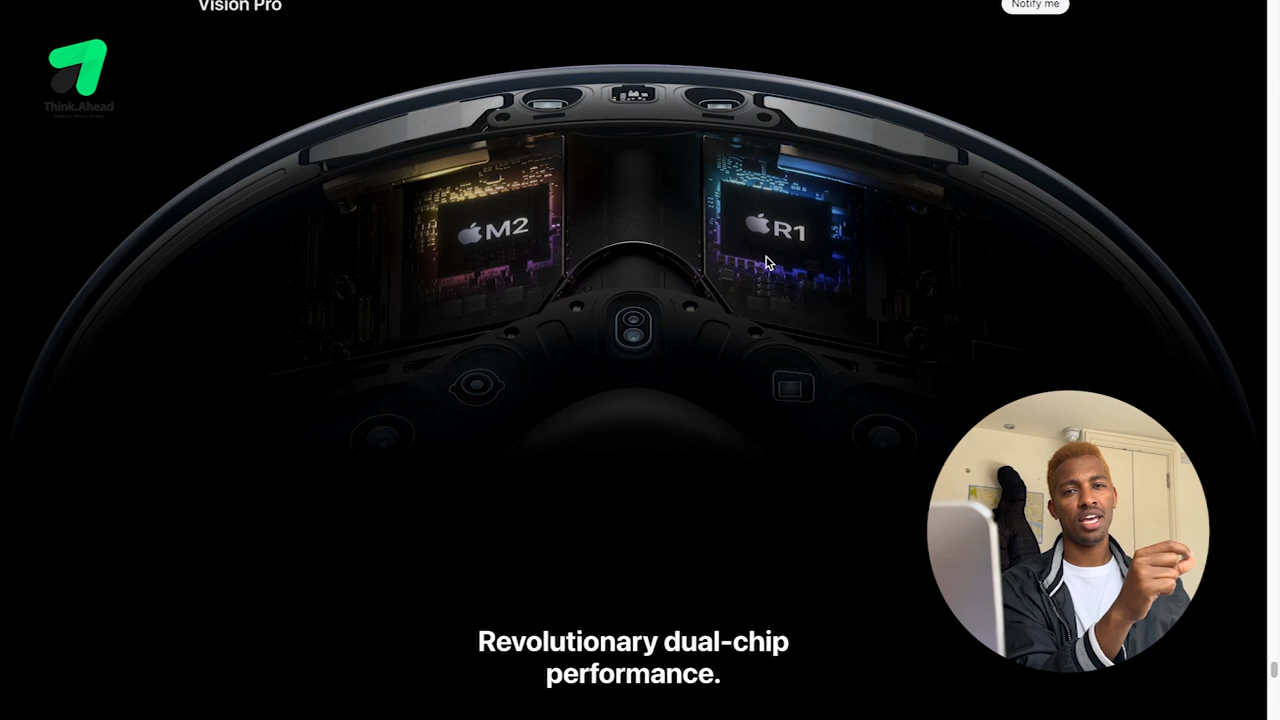 Vision Pro
Notify me
Think.Ahead
M2
R1
Revolutionary dual-chip
performance.